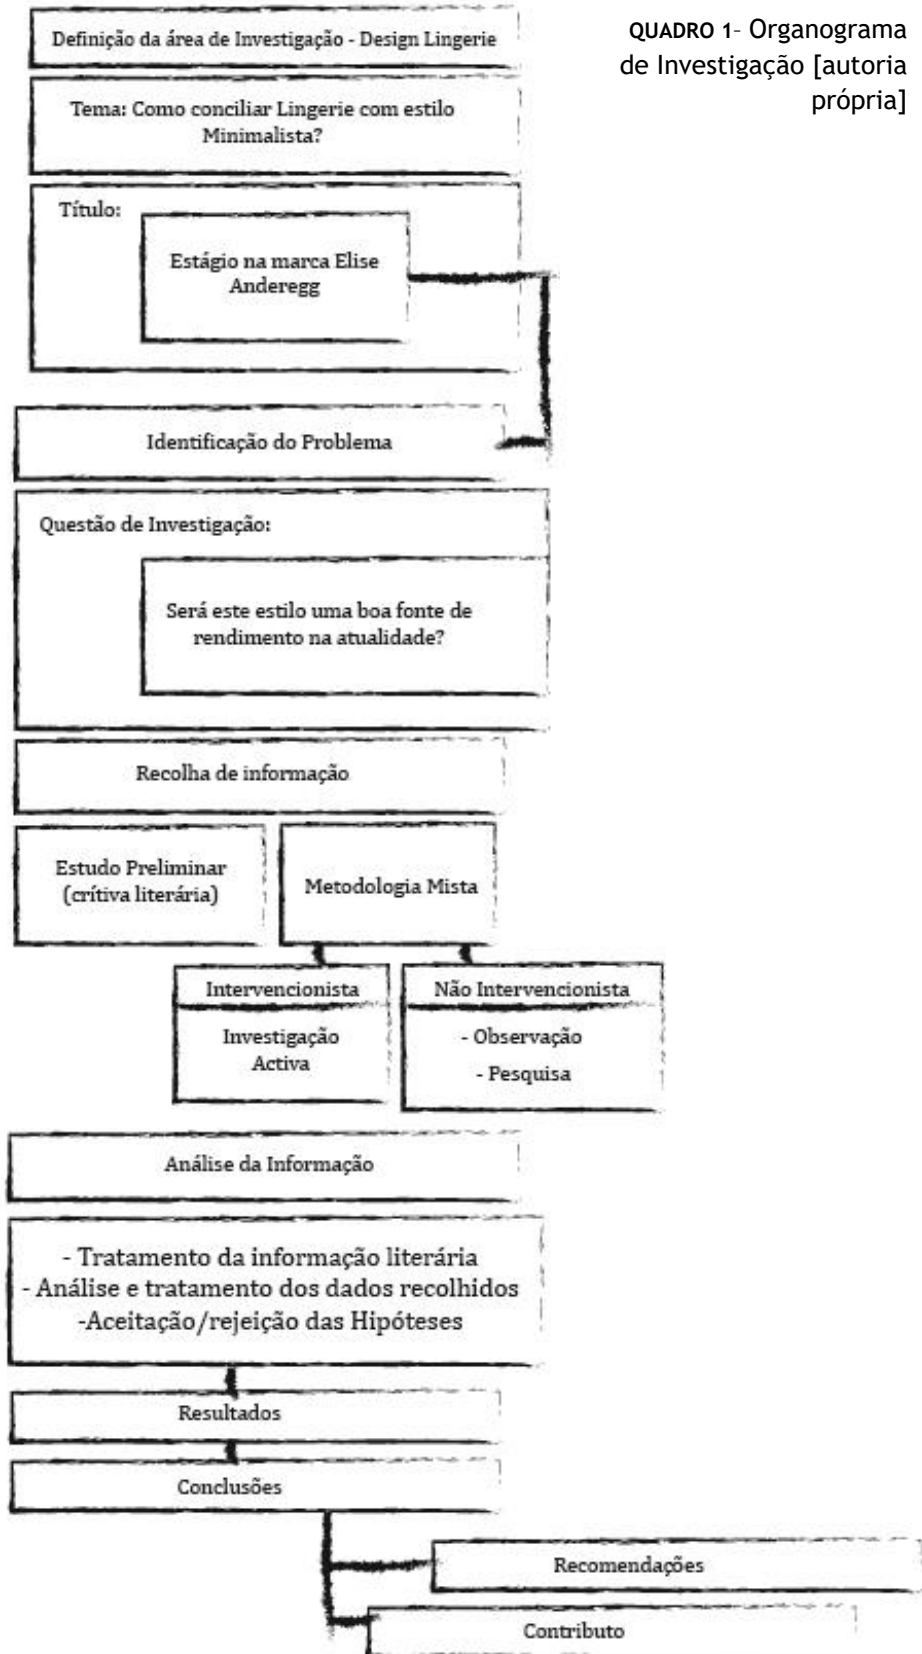 QUADRO 1- Organograma
de Investigação [autoria
própria]
Definição da área de Investigação - Design Lingerie
Tema: Como conciliar Lingerie com estilo
Minimalista?
Título:
Estágio na marca Elise
Anderegg
Identificação do Problema
Questão de Investigação:
Será este estilo uma boa fonte de
rendimento na atualidade?
Recolha de informação
Estudo Preliminar
(crítiva literária)
Metodologia Mista
Intervencionista
Investigação
Activa
Não Intervencionista
- Observação
- Pesquisa
Análise da Informação
- Tratamento da informação literária
- Análise e tratamento dos dados recolhidos
-Aceitação/rejeição das Hipóteses
Resultados
Conclusões
Recomendações
Contributo